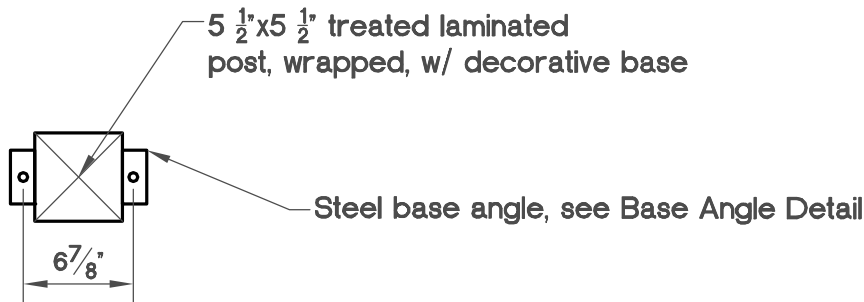 5 1/2"x5 1/2" treated laminated
post, wrapped, w/ decorative base
Steel base angle, see Base Angle Detail
6 7/8"